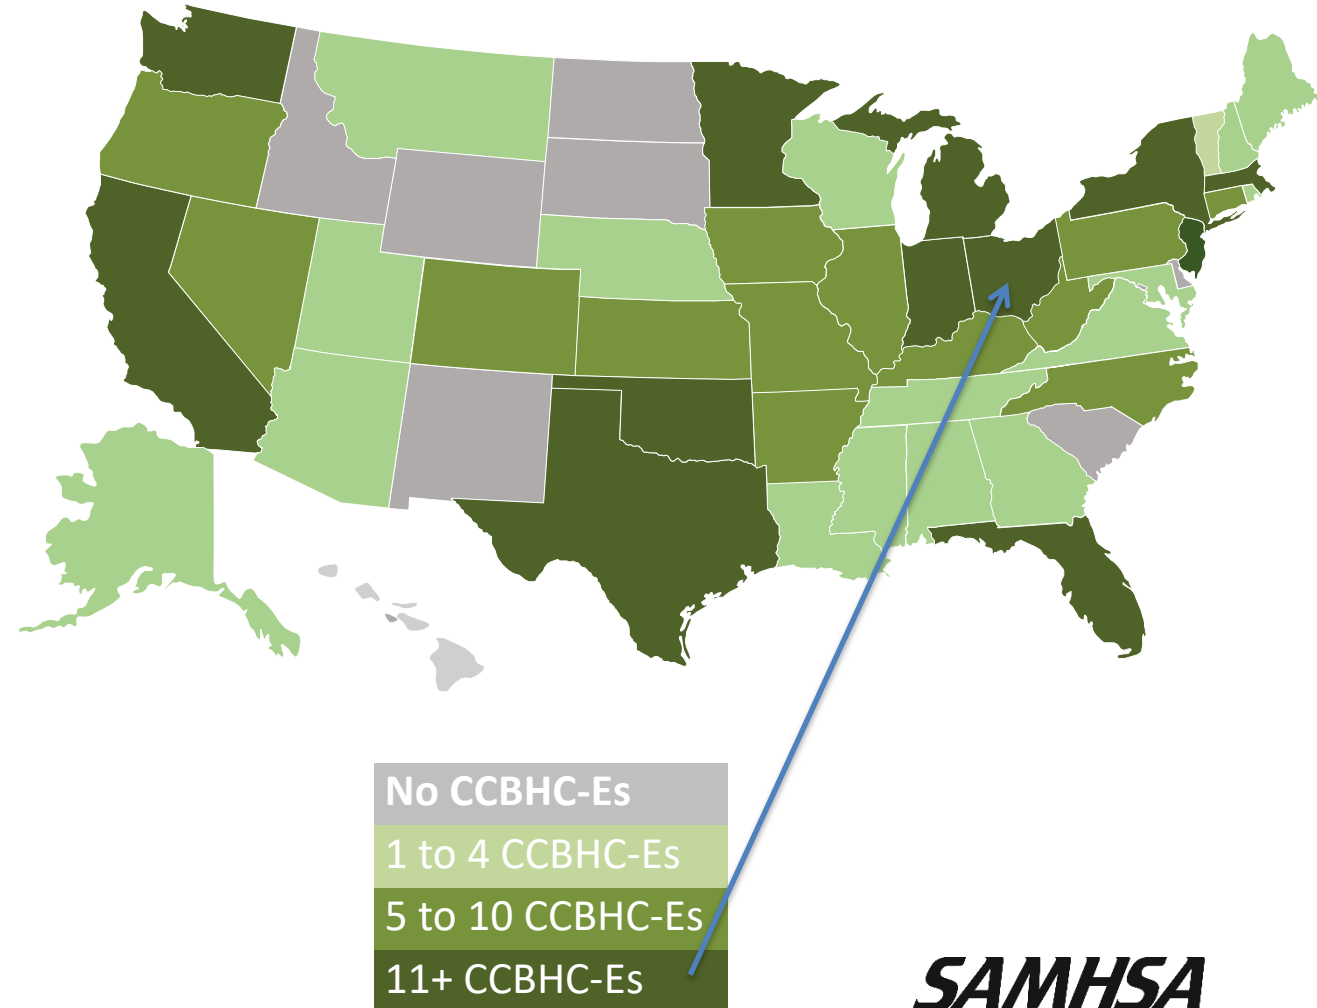 No CCBHC-Es
1 to 4 CCBHC-Es
5 to 10 CCBHC-Es
11+ CCBHC-Es
SAMHSA